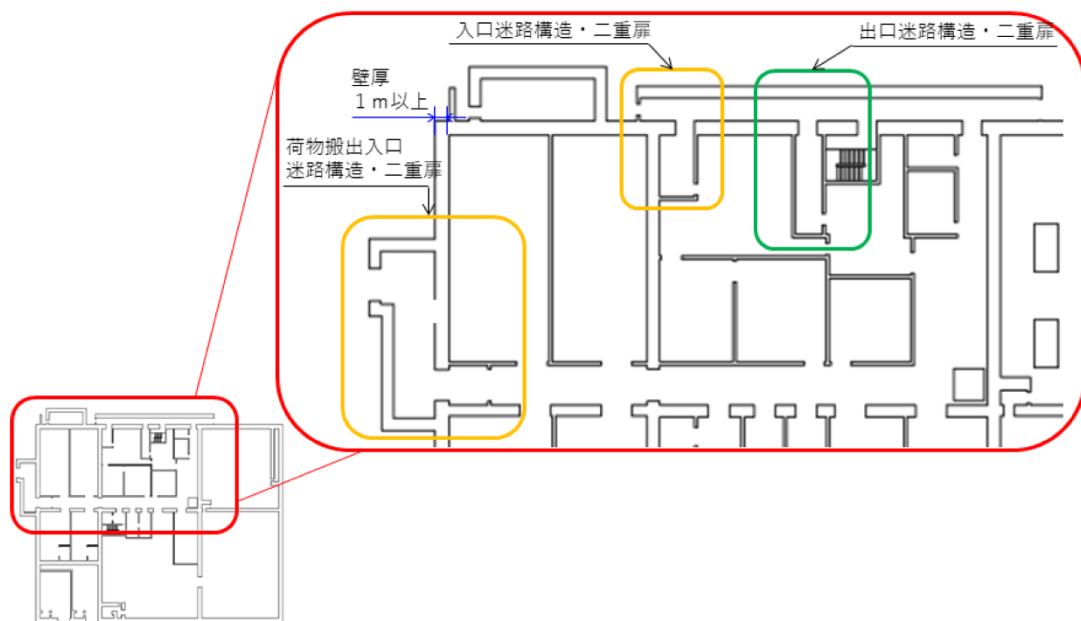 入口迷路構造・二重扉
出口迷路構造・二重扉
壁厚
１ｍ以上
荷物搬出入口
迷路構造・二重扉